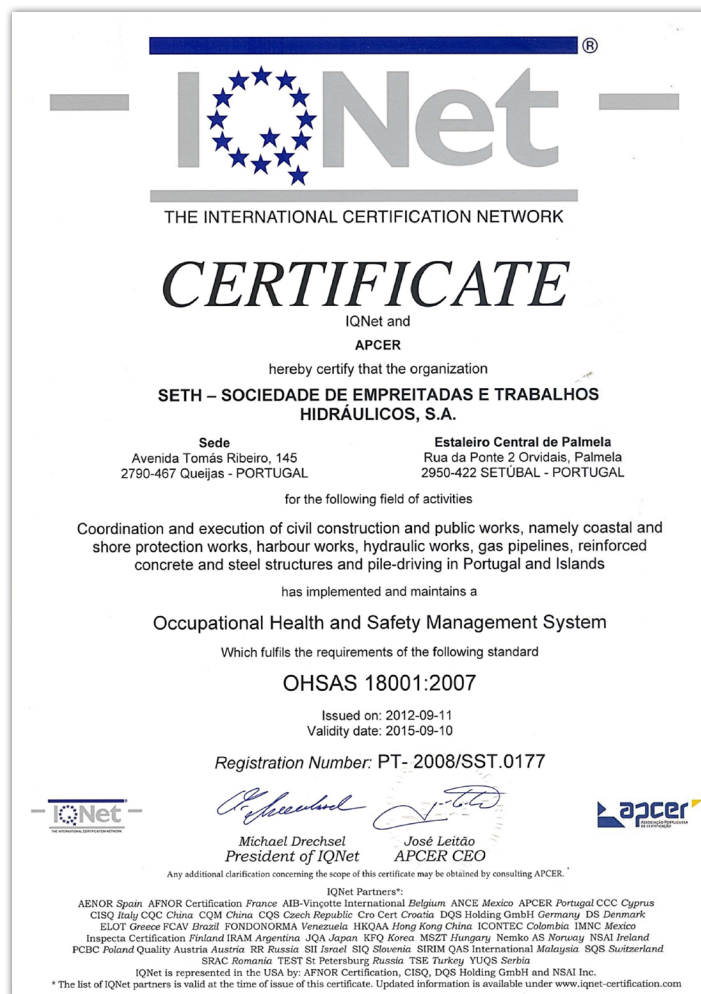 ®
IQNet
THE INTERNATIONAL CERTIFICATION NETWORK
CERTIFICATE
IQNet and
APCER
hereby certify that the organization
SETH – SOCIEDADE DE EMPREITADAS E TRABALHOS
HIDRÁULICOS, S.A.
Sede
Avenida Tomás Ribeiro, 145
2790-467 Queijas - PORTUGAL
Estaleiro Central de Palmela
Rua da Ponte 2 Orvidais, Palmela
2950-422 SETÚBAL - PORTUGAL
for the following field of activities
Coordination and execution of civil construction and public works, namely coastal and
shore protection works, harbour works, hydraulic works, gas pipelines, reinforced
concrete and steel structures and pile-driving in Portugal and Islands
has implemented and maintains a
Occupational Health and Safety Management System
Which fulfils the requirements of the following standard
OHSAS 18001:2007
Issued on: 2012-09-11
Validity date: 2015-09-10
Registration Number: PT- 2008/SST.0177
IQNet
THE INTERNATIONAL CERTIFICATION NETWORK
Michael Drechsel
President of IQNet
José Leitão
APCER CEO
apcer
ASSOCIAÇÃO PORTUGUESA
DE CERTIFICAÇÃO
Any additional clarification concerning the scope of this certificate may be obtained by consulting APCER.
IQNet Partners*:
AENOR Spain AFNOR Certification France AIB-Vinçotte International Belgium ANCE Mexico APCER Portugal CCC Cyprus
CISQ Italy CQC China CQM China CQS Czech Republic Cro Cert Croatia DQS Holding GmbH Germany DS Denmark
ELOT Greece FCAV Brazil FONDONORMA Venezuela HKQAA Hong Kong China ICONTEC Colombia IMNC Mexico
Inspecta Certification Finland IRAM Argentina JQA Japan KFQ Korea MSZT Hungary Nemko AS Norway NSAI Ireland
PCBC Poland Quality Austria Austria RR Russia SII Israel SIQ Slovenia SIRIM QAS International Malaysia SQS Switzerland
SRAC Romania TEST St Petersburg Russia TSE Turkey YUQS Serbia
IQNet is represented in the USA by: AFNOR Certification, CISQ, DQS Holding GmbH and NSAI Inc.
* The list of IQNet partners is valid at the time of issue of this certificate. Updated information is available under www.iqnet-certification.com